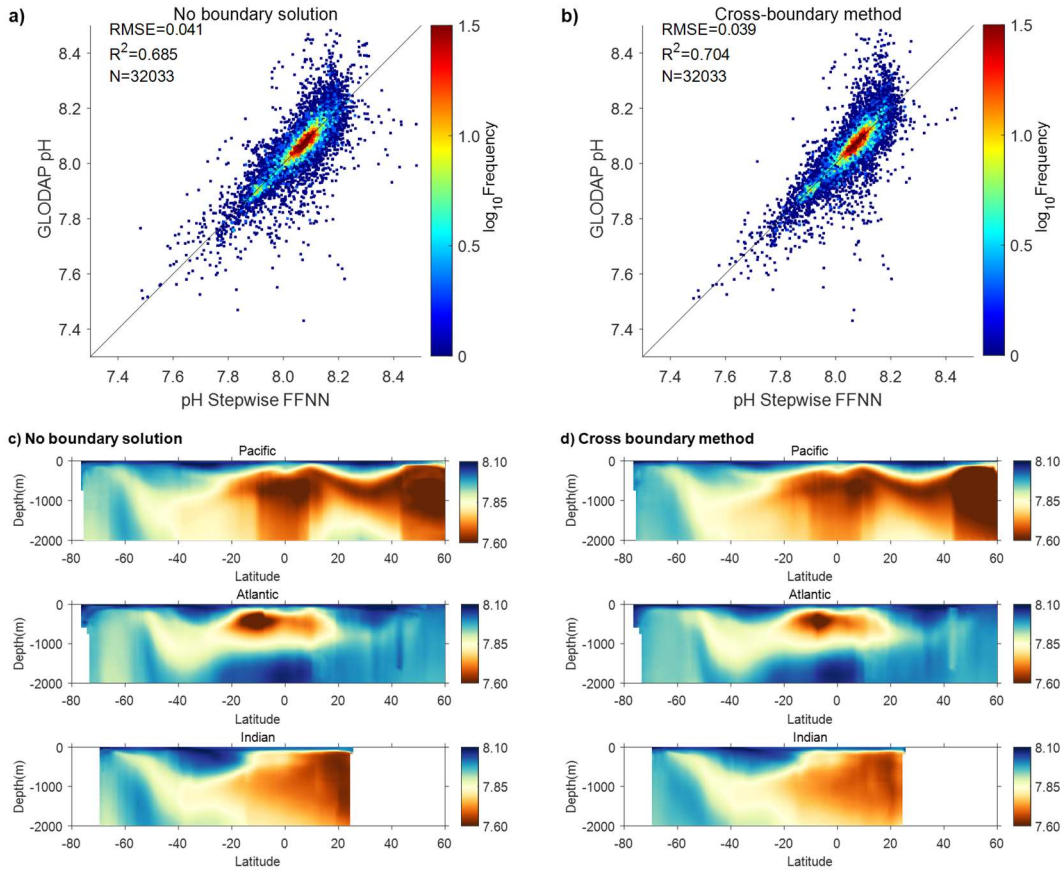 a)
No boundary solution
RMSE=0.041
R2=0.685
N=32033
8.4
8.2
8.0
7.8
7.6
7.4
GLODAP pH
7.4 7.6 7.8 8.0 8.2 8.4
pH Stepwise FFNN
1.5
1.0
0.5
0
log10Frequency
b)
Cross-boundary method
RMSE=0.039
R2=0.704
N=32033
8.4
8.2
8.0
7.8
7.6
7.4
GLODAP pH
7.4 7.6 7.8 8.0 8.2 8.4
pH Stepwise FFNN
1.5
1.0
0.5
0
log10Frequency
c) No boundary solution
Pacific
0
-1000
-2000
Depth(m)
-80 -60 -40 -20 0 20 40 60
Latitude
8.10
7.85
7.60
Atlantic
0
-1000
-2000
Depth(m)
-80 -60 -40 -20 0 20 40 60
Latitude
8.10
7.85
7.60
Indian
0
-1000
-2000
Depth(m)
-80 -60 -40 -20 0 20 40 60
Latitude
8.10
7.85
7.60
d) Cross boundary method
Pacific
0
-1000
-2000
Depth(m)
-80 -60 -40 -20 0 20 40 60
Latitude
8.10
7.85
7.60
Atlantic
0
-1000
-2000
Depth(m)
-80 -60 -40 -20 0 20 40 60
Latitude
8.10
7.85
7.60
Indian
0
-1000
-2000
Depth(m)
-80 -60 -40 -20 0 20 40 60
Latitude
8.10
7.85
7.60